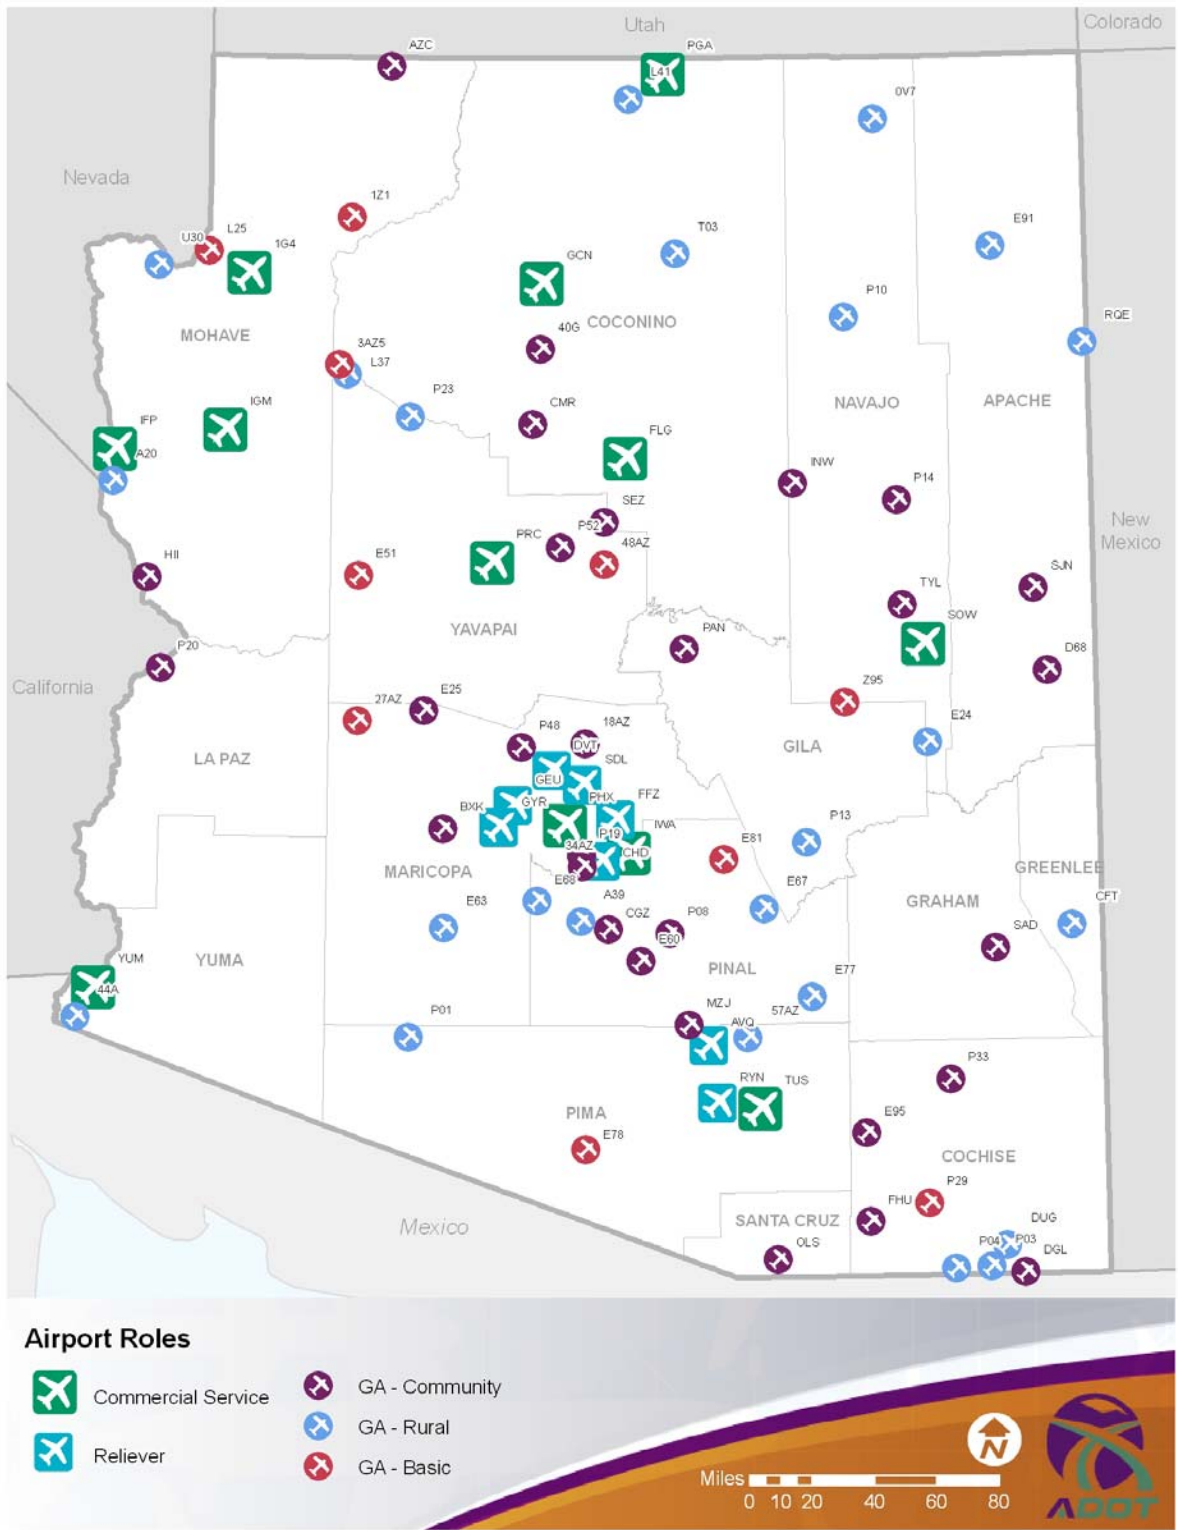 Utah
Colorado
AZC
PGA
L41
0V7
Nevada
1Z1
E91
U30
L25
1G4
T03
GCN
P10
COCONINO
RQE
MOHAVE
40G
3AZ5
L37
P23
CMR
NAVAJO
APACHE
IGM
IFP
FLG
A20
INW
P14
SEZ
P52
PRC
48AZ
New
Mexico
E51
HII
SJN
TYL
SOW
YAVAPAI
PAN
P20
D68
California
27AZ
E25
Z95
E24
P48
18AZ
DVT
GILA
SDL
LA PAZ
GEU
PHX
FFZ
BXK
GYR
IWA
P19
P13
34AZ
CHD
E81
MARICOPA
GREENLEE
E68
A39
E67
GRAHAM
CFT
E63
CGZ
P08
E60
SAD
YUM
YUMA
PINAL
44A
E77
P01
MZJ
57AZ
AVQ
P33
RYN
TUS
PIMA
E95
E78
COCHISE
P29
Mexico
SANTA CRUZ
FHU
DUG
OLS
P04
P03
DGL
Airport Roles
Commercial Service
GA - Community
GA - Rural
Reliever
GA - Basic
N
Miles
0 10 20 40 60 80
ADOT